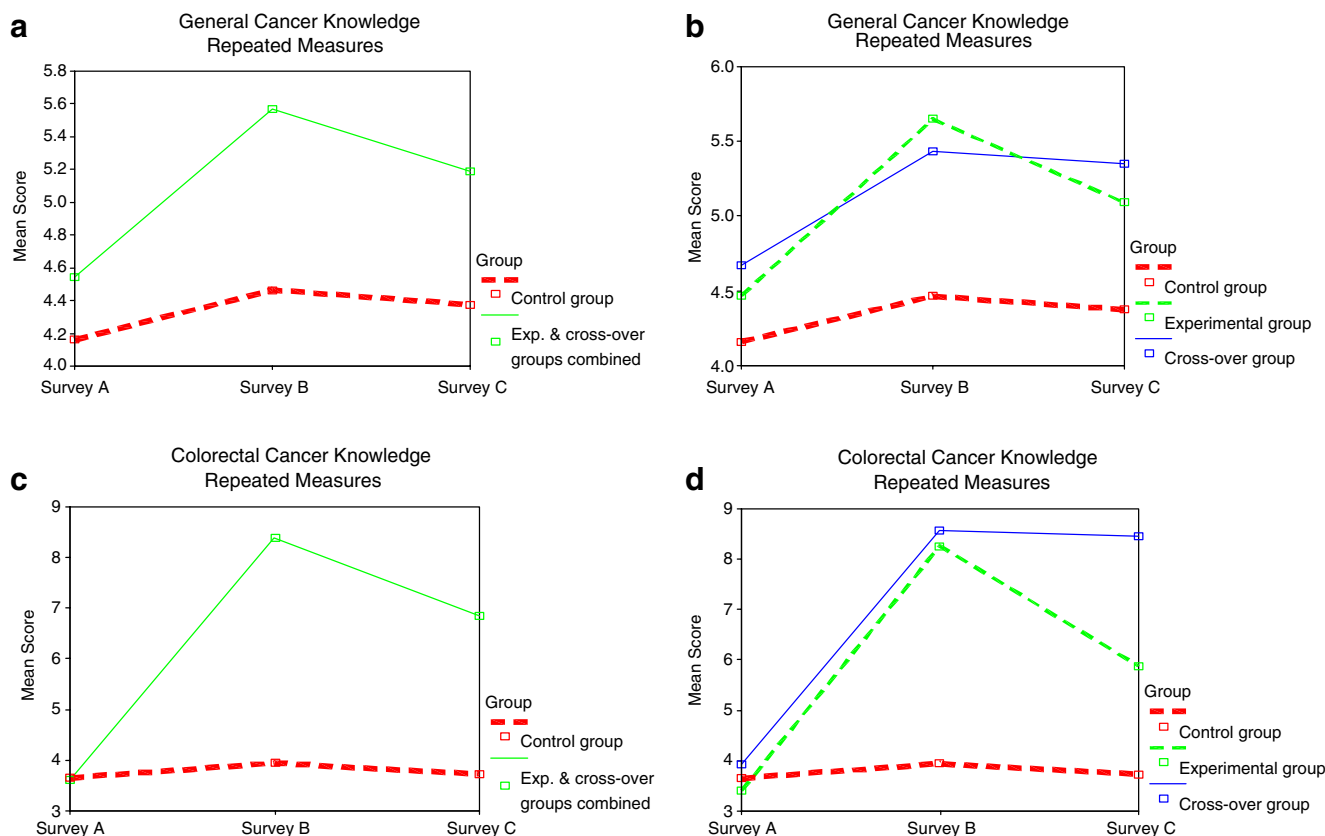 a
General Cancer Knowledge
Repeated Measures
5.8
5.6
5.4
5.2
5.0
4.8
4.6
4.4
4.2
4.0
Mean Score
Survey A
Survey B
Survey C
Group
Control group
Exp. & cross-over
groups combined
b
General Cancer Knowledge
Repeated Measures
6.0
5.5
5.0
4.5
4.0
Mean Score
Survey A
Survey B
Survey C
Group
Control group
Experimental group
Cross-over group
c
Colorectal Cancer Knowledge
Repeated Measures
9
8
7
6
5
4
3
Mean Score
Survey A
Survey B
Survey C
Group
Control group
Exp. & cross-over
groups combined
d
Colorectal Cancer Knowledge
Repeated Measures
9
8
7
6
5
4
3
Mean Score
Survey A
Survey B
Survey C
Group
Control group
Experimental group
Cross-over group